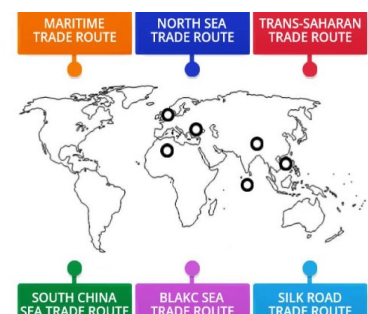 MARITIME
TRADE ROUTE
NORTH SEA
TRADE ROUTE
TRANS-SAHARAN
TRADE ROUTE
SOUTH CHINA
SEA TRADE ROUTE
BLAKC SEA
TRADE ROUTE
SILK ROAD
TRADE ROUTE